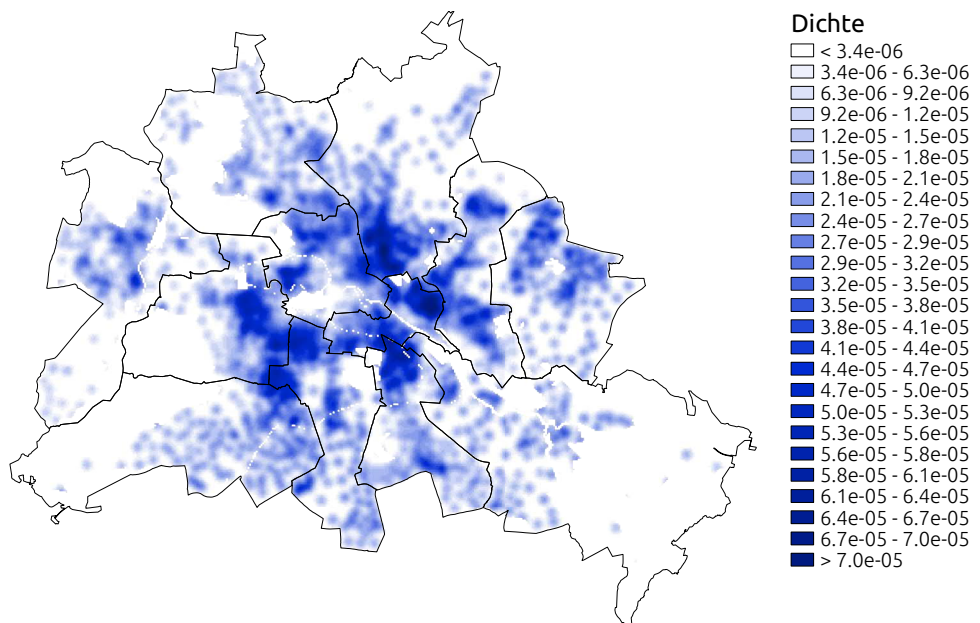 Dichte
< 3.4e-06
3.4e-06 - 6.3e-06
6.3e-06 - 9.2e-06
9.2e-06 - 1.2e-05
1.2e-05 - 1.5e-05
1.5e-05 - 1.8e-05
1.8e-05 - 2.1e-05
2.1e-05 - 2.4e-05
2.4e-05 - 2.7e-05
2.7e-05 - 2.9e-05
2.9e-05 - 3.2e-05
3.2e-05 - 3.5e-05
3.5e-05 - 3.8e-05
3.8e-05 - 4.1e-05
4.1e-05 - 4.4e-05
4.4e-05 - 4.7e-05
4.7e-05 - 5.0e-05
5.0e-05 - 5.3e-05
5.3e-05 - 5.6e-05
5.6e-05 - 5.8e-05
5.8e-05 - 6.1e-05
6.1e-05 - 6.4e-05
6.4e-05 - 6.7e-05
6.7e-05 - 7.0e-05
> 7.0e-05